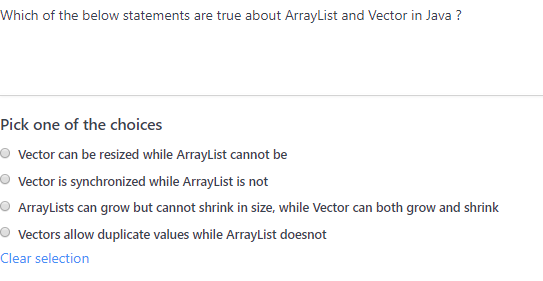 Which of the below statements are true about ArrayList and Vector in Java ?
Pick one of the choices
Vector can be resized while ArrayList cannot be
Vector is synchronized while ArrayList is not
ArrayLists can grow but cannot shrink in size, while Vector can both grow and shrink
Vectors allow duplicate values while ArrayList doesnot
Clear selection